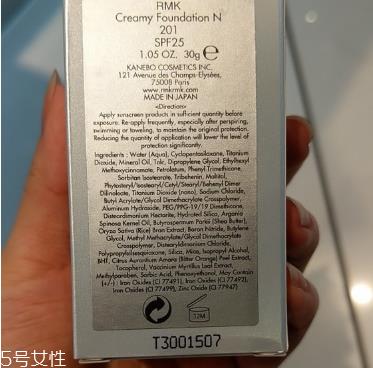 RMK
Creamy Foundation N
201
SPF25
1.05 OZ. 30g e
KANEBO COSMETICS INC.
121 Avenue des Champs-Elysées,
75008 Paris
www.rmkrmk.com
MADE IN JAPAN
<Directions>
Apply sunscreen products in sufficient quantity before
exposure. Re-apply frequently, especially after perspiring,
swimming or toweling, to maintain the original protection.
Reducing the quantity of application will lower the level of
protection significantly.
Ingredients : Water (Aqua), Cyclopentasiloxane, Titanium
Dioxide, Mineral Oil, Talc, Dipropylene Glycol, Ethylhexyl
Methoxycinnamate, Petrolatum, Phenyl Trimethicone,
Sorbitan Isostearate, Tribehenin, Maltitol,
Phytosteryl/Isostearyl/Cetyl/Stearyl/Behenyl Dimer
Dilinoleate, Titanium Dioxide (nano), Sodium Chloride,
Butyl Acrylate/Glycol Dimethacrylate Crosspolymer,
Aluminum Hydroxide, PEG/PPG-19/19 Dimethicone,
Disteardimonium Hectorite, Hydrated Silica, Argania
Spinosa Kernel Oil, Butyrospermum Parkii (Shea Butter),
Oryza Sativa (Rice) Bran Extract, Boron Nitride, Butylene
Glycol, Methyl Methacrylate/Glycol Dimethacrylate
Crosspolymer, Distearyldimonium Chloride,
Polypropylsilsesquioxane, Silica, Mica, Isopropyl Alcohol,
BHT, Citrus Aurantium Amara (Bitter Orange) Peel Extract,
Tocopherol, Vaccinium Myrtillus Leaf Extract,
Methylparaben, Sorbic Acid, Phenoxyethanol, May Contain
(+/-) : Iron Oxides (CI 77491), Iron Oxides (CI 77492),
Iron Oxides (CI 77499), Zinc Oxide (CI 77947)
12M
T3001507
5号女性